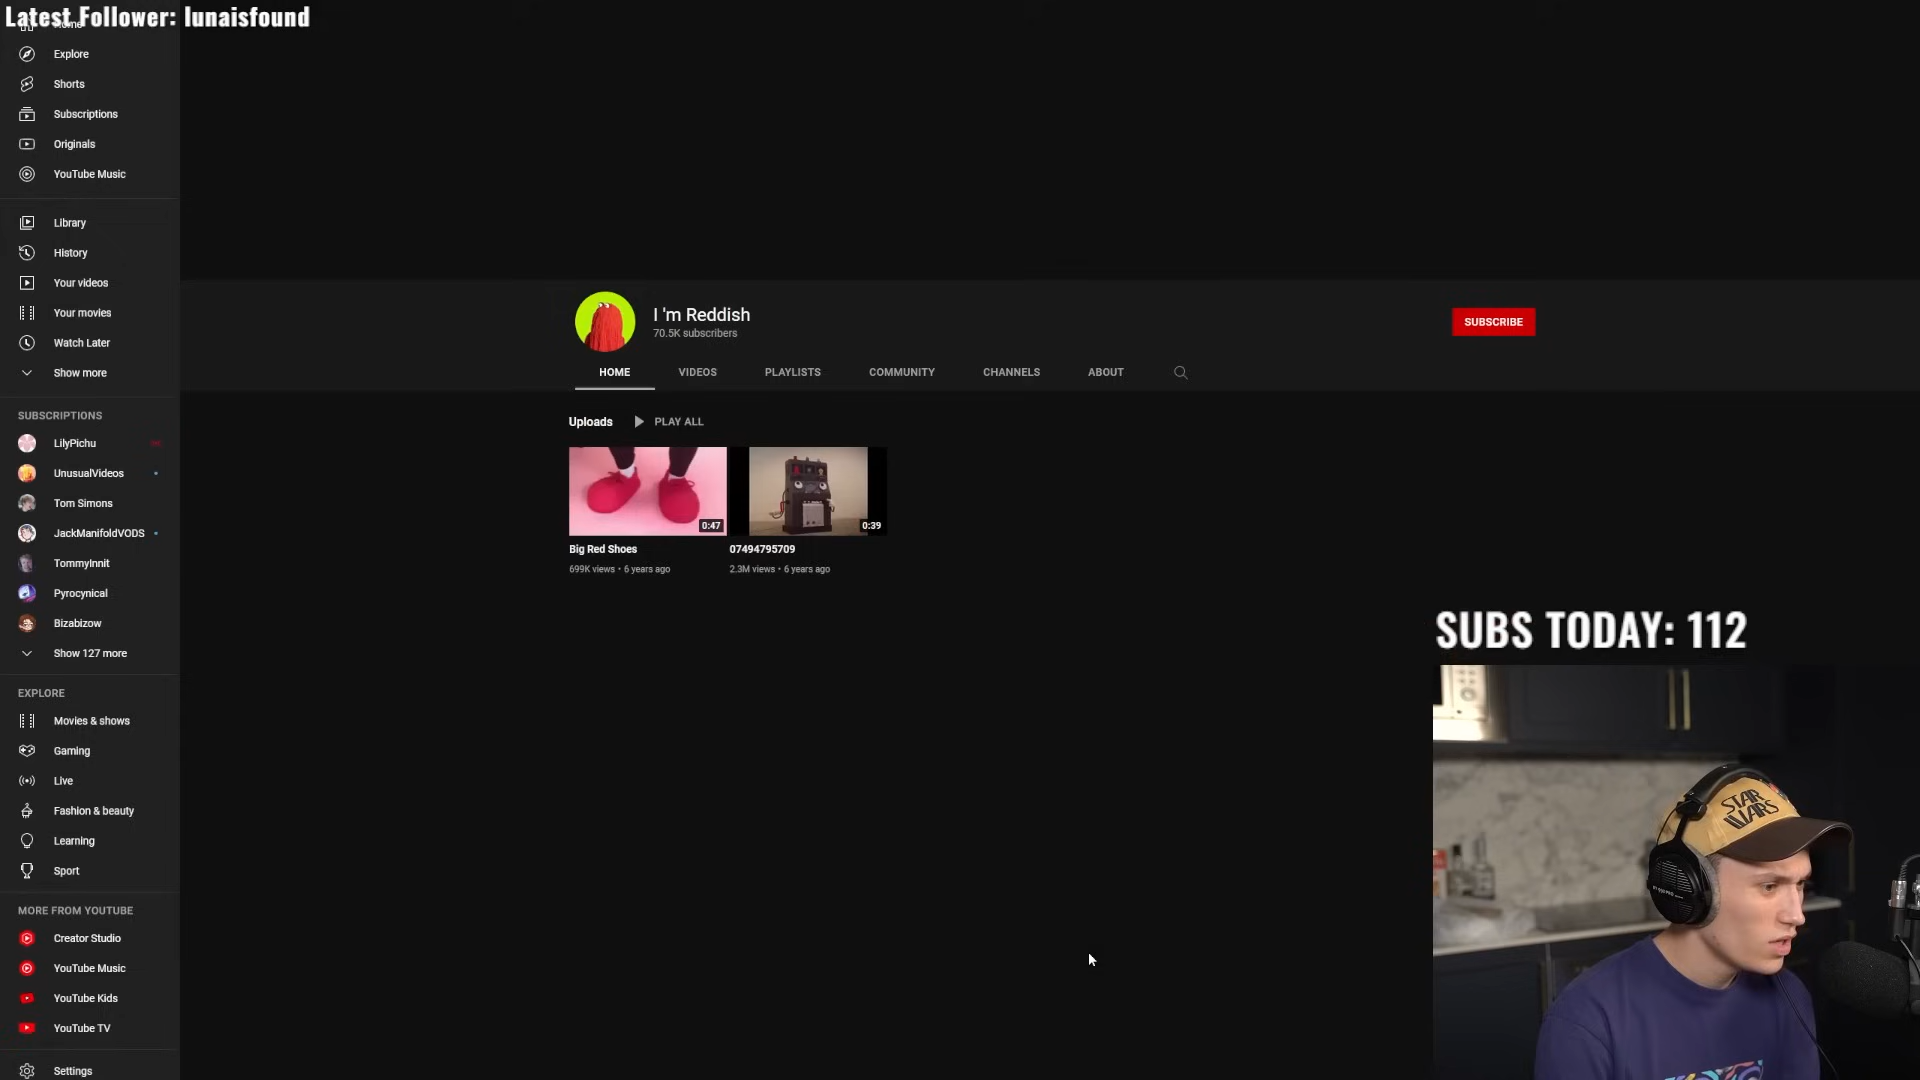 Latest Follower: lunaisfound
Home
Explore
Shorts
Subscriptions
Originals
YouTube Music
Library
History
Your videos
Your movies
Watch Later
Show more
SUBSCRIPTIONS
LilyPichu
UnusualVideos
Tom Simons
JackManifoldVODS
TommyInnit
Pyrocynical
Bizabizow
Show 127 more
EXPLORE
Movies & shows
Gaming
Live
Fashion & beauty
Learning
Sport
MORE FROM YOUTUBE
Creator Studio
YouTube Music
YouTube Kids
YouTube TV
Settings
I 'm Reddish
70.5K subscribers
SUBSCRIBE
HOME VIDEOS PLAYLISTS COMMUNITY CHANNELS ABOUT
Uploads PLAY ALL
0:47 0:39
Big Red Shoes 07494795709
699K views • 6 years ago 2.3M views • 6 years ago
SUBS TODAY: 112
STAR
WARS